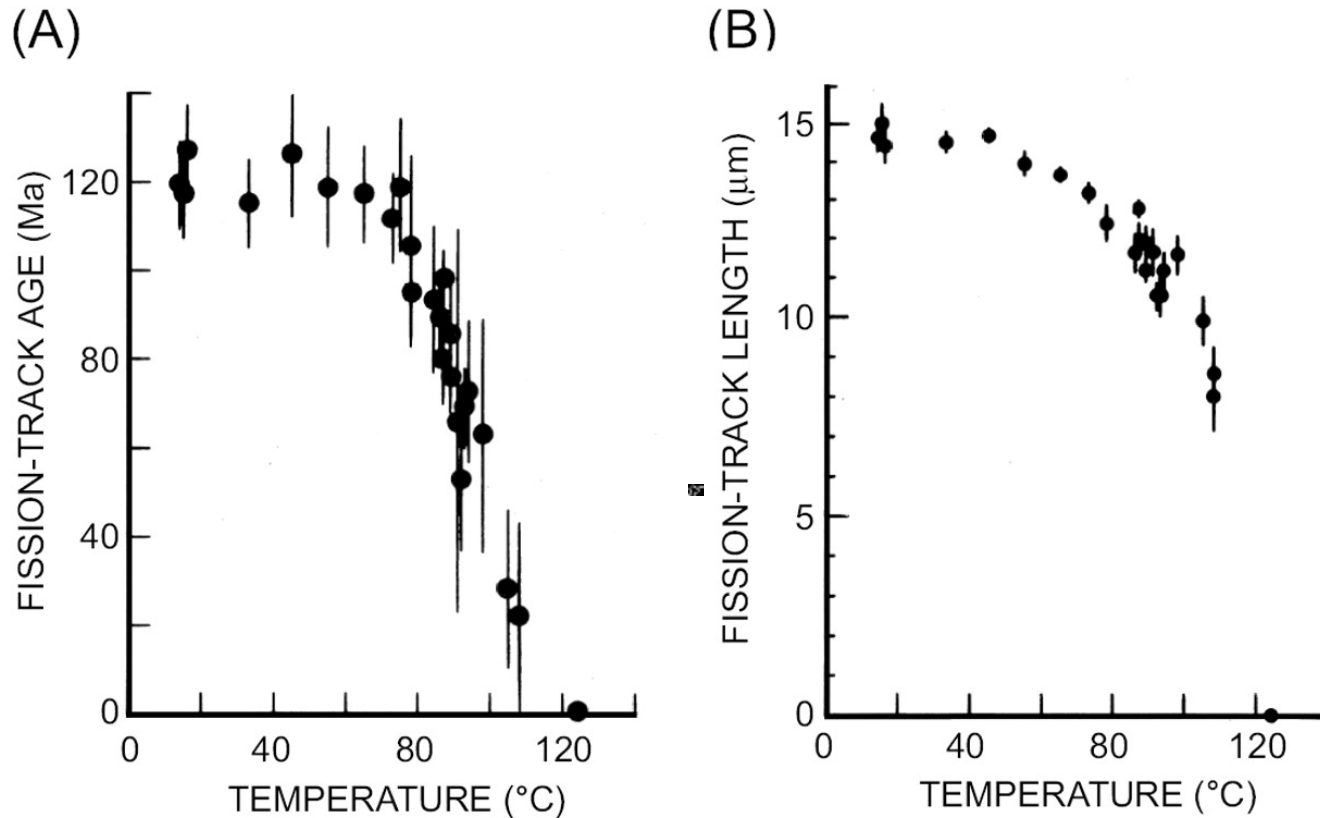 (A)
FISSION-TRACK AGE (Ma)
120
80
40
0
0 40 80 120
TEMPERATURE (°C)
(B)
FISSION-TRACK LENGTH (μm)
15
10
5
0
0 40 80 120
TEMPERATURE (°C)